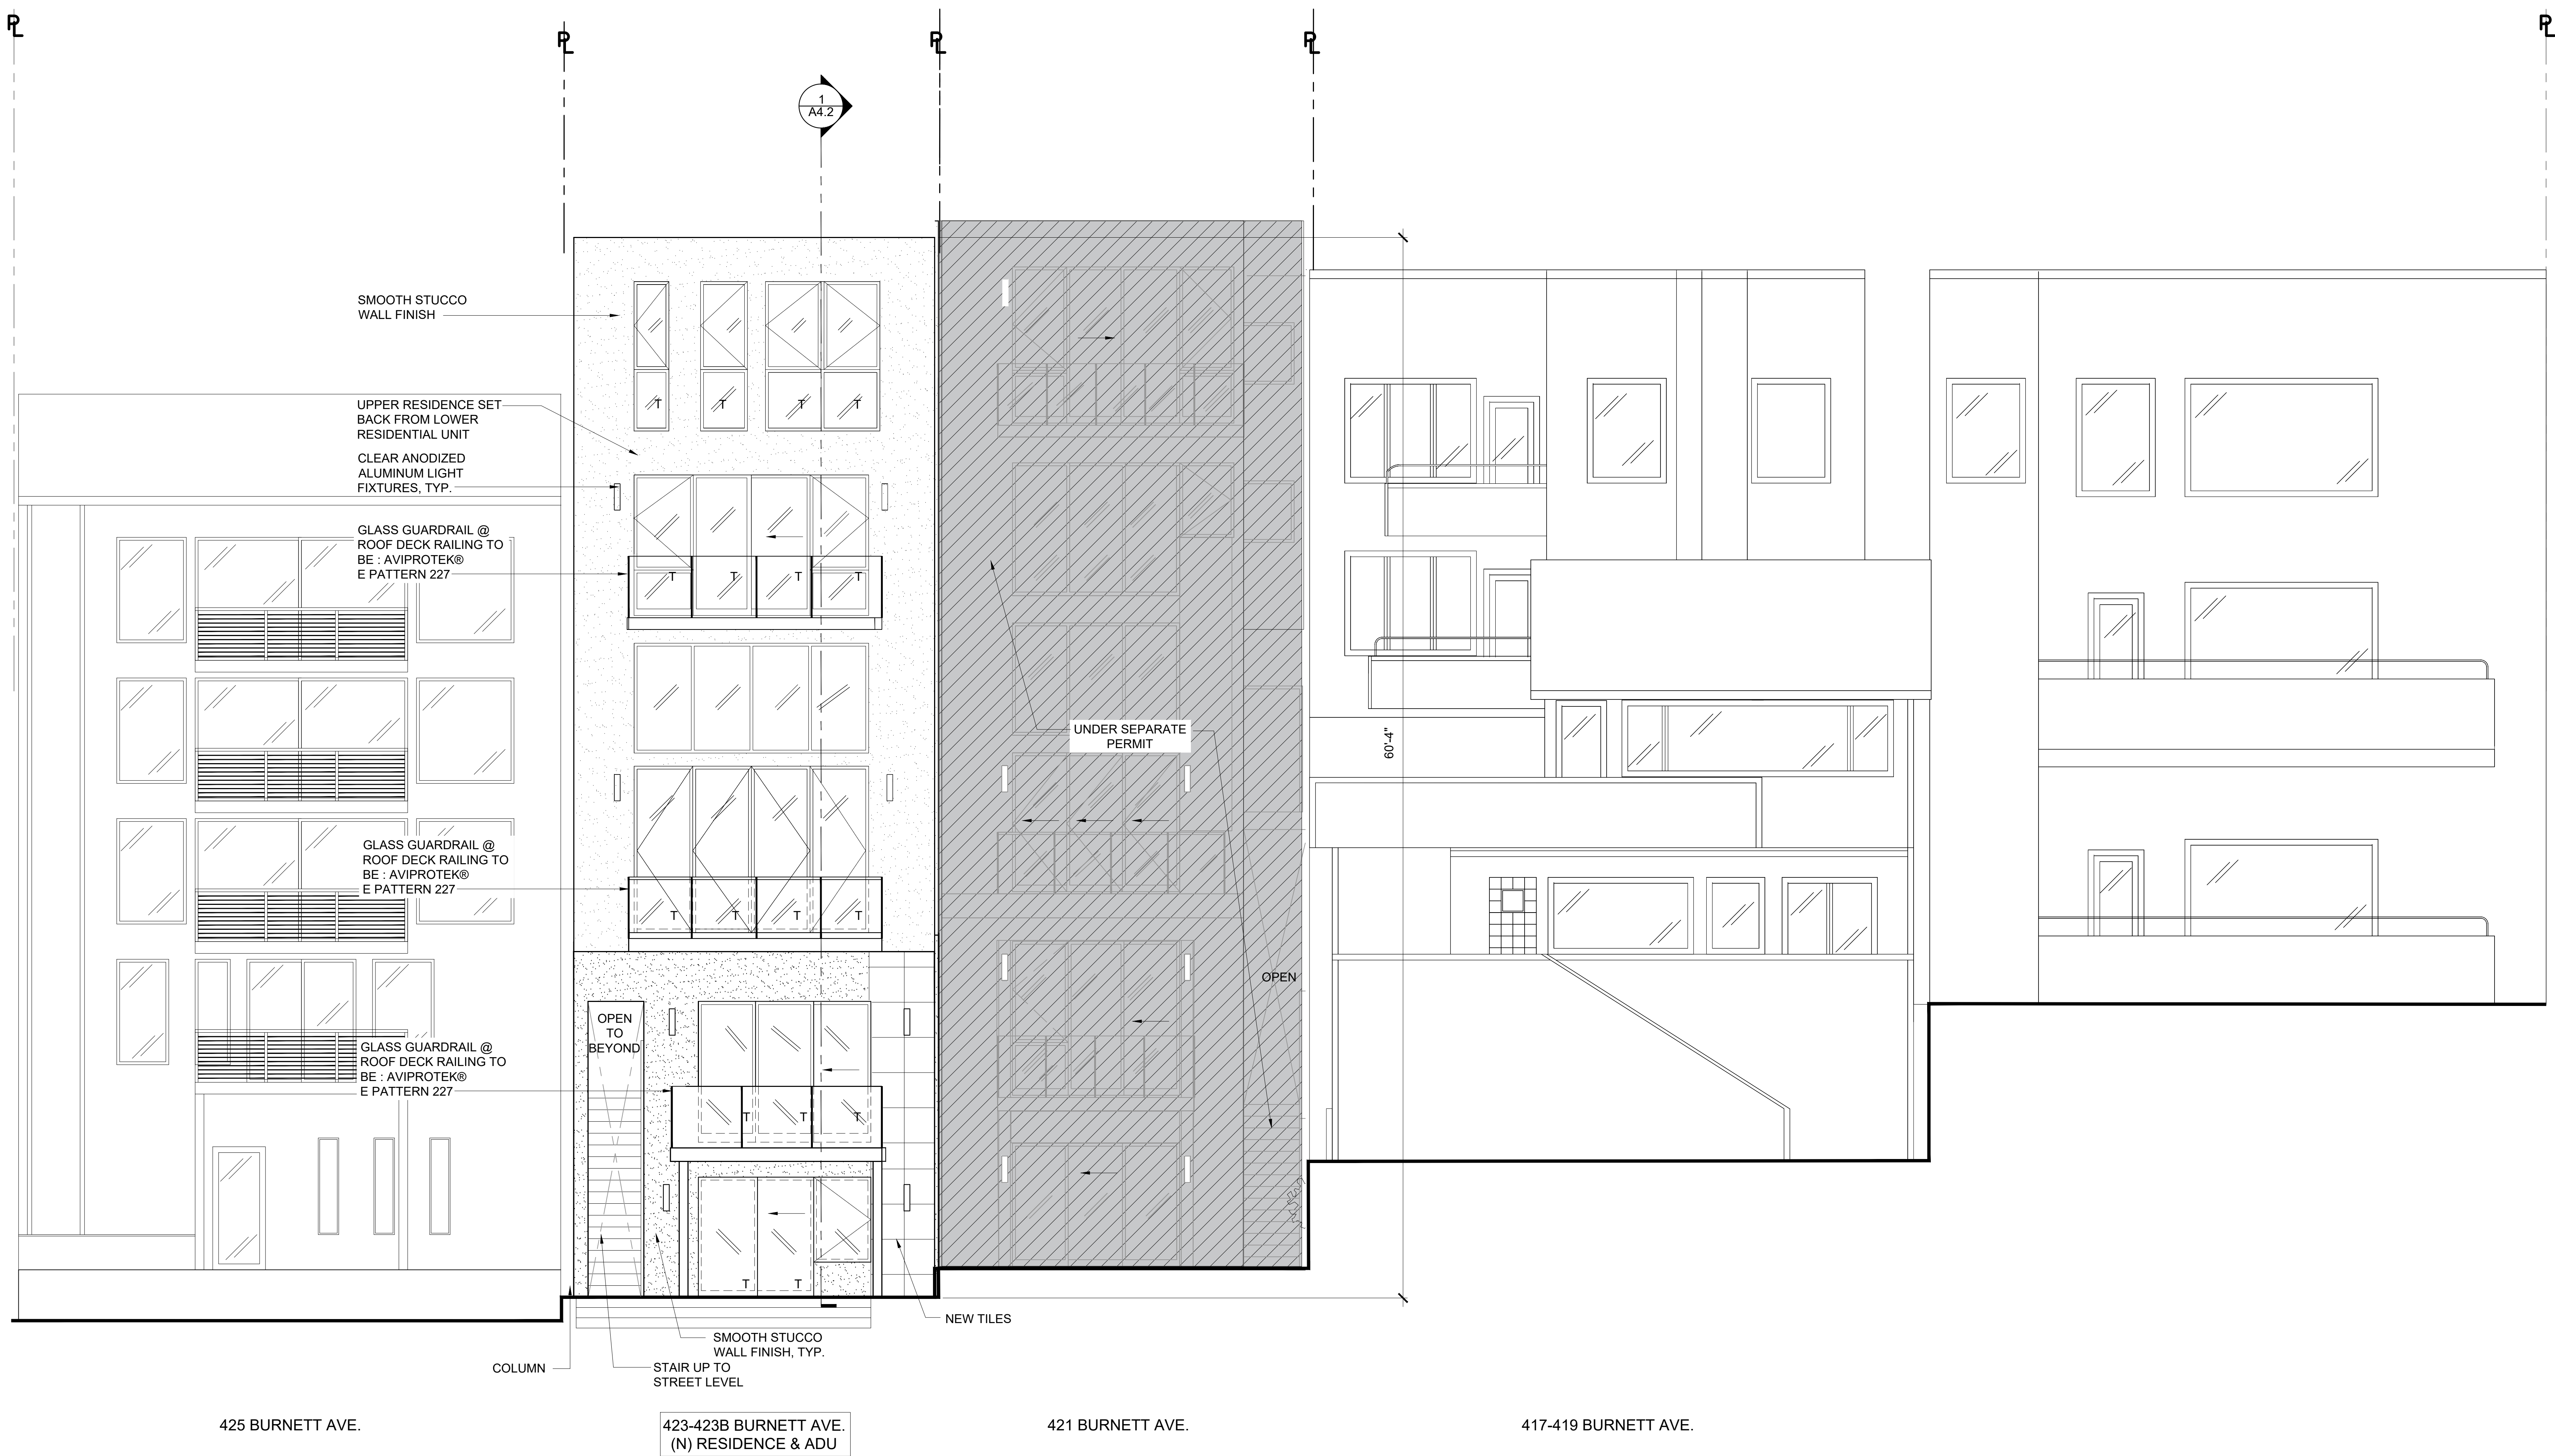 PL
PL
PL
PL
PL
1
A4.2
SMOOTH STUCCO
WALL FINISH
UPPER RESIDENCE SET
BACK FROM LOWER
RESIDENTIAL UNIT
CLEAR ANODIZED
ALUMINUM LIGHT
FIXTURES, TYP.
GLASS GUARDRAIL @
ROOF DECK RAILING TO
BE : AVIPROTEK®
E PATTERN 227
T T T T
T T T T
UNDER SEPARATE
PERMIT
60'-4"
GLASS GUARDRAIL @
ROOF DECK RAILING TO
BE : AVIPROTEK®
E PATTERN 227
T T T T
OPEN
OPEN
TO
BEYOND
GLASS GUARDRAIL @
ROOF DECK RAILING TO
BE : AVIPROTEK®
E PATTERN 227
T T T
T T
NEW TILES
SMOOTH STUCCO
WALL FINISH, TYP.
COLUMN
STAIR UP TO
STREET LEVEL
425 BURNETT AVE.
423-423B BURNETT AVE.
(N) RESIDENCE & ADU
421 BURNETT AVE.
417-419 BURNETT AVE.